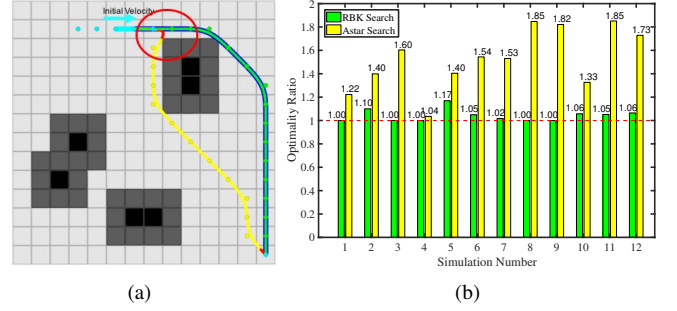 Initial Velocity
(a)
Optimality Ratio
2
1.8
1.6
1.4
1.2
1
0.8
0.6
0.4
0.2
0
RBK Search
Astar Search
1.00 1.22
1.10 1.40
1.00 1.60
1.00 1.04
1.17 1.40
1.05 1.54
1.02 1.53
1.00 1.85
1.00 1.82
1.06 1.33
1.05 1.85
1.06 1.73
1 2 3 4 5 6 7 8 9 10 11 12
Simulation Number
(b)